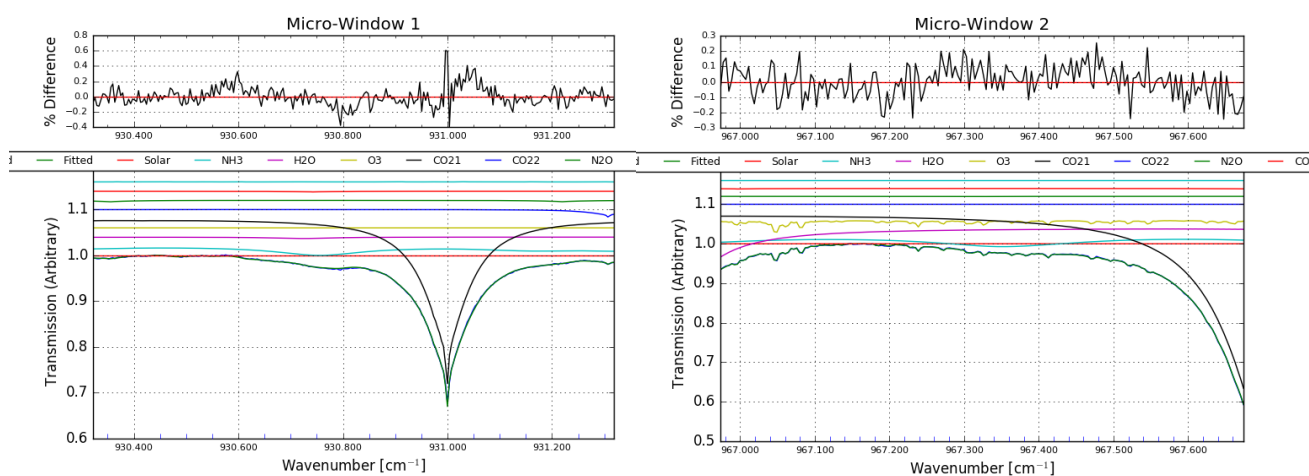 Micro-Window 1
% Difference
0.8
0.6
0.4
0.2
0.0
−0.2
−0.4
930.400 930.600 930.800 931.000 931.200
d Fitted Solar NH3 H2O O3 CO21 CO22 N2O
Transmission (Arbitrary)
1.1
1.0
0.9
0.8
0.7
0.6
930.400 930.600 930.800 931.000 931.200
Wavenumber [cm⁻¹]
Micro-Window 2
% Difference
0.3
0.2
0.1
0.0
−0.1
−0.2
−0.3
967.000 967.100 967.200 967.300 967.400 967.500 967.600
d Fitted Solar NH3 H2O O3 CO21 CO22 N2O CO
Transmission (Arbitrary)
1.1
1.0
0.9
0.8
0.7
0.6
0.5
967.000 967.100 967.200 967.300 967.400 967.500 967.600
Wavenumber [cm⁻¹]